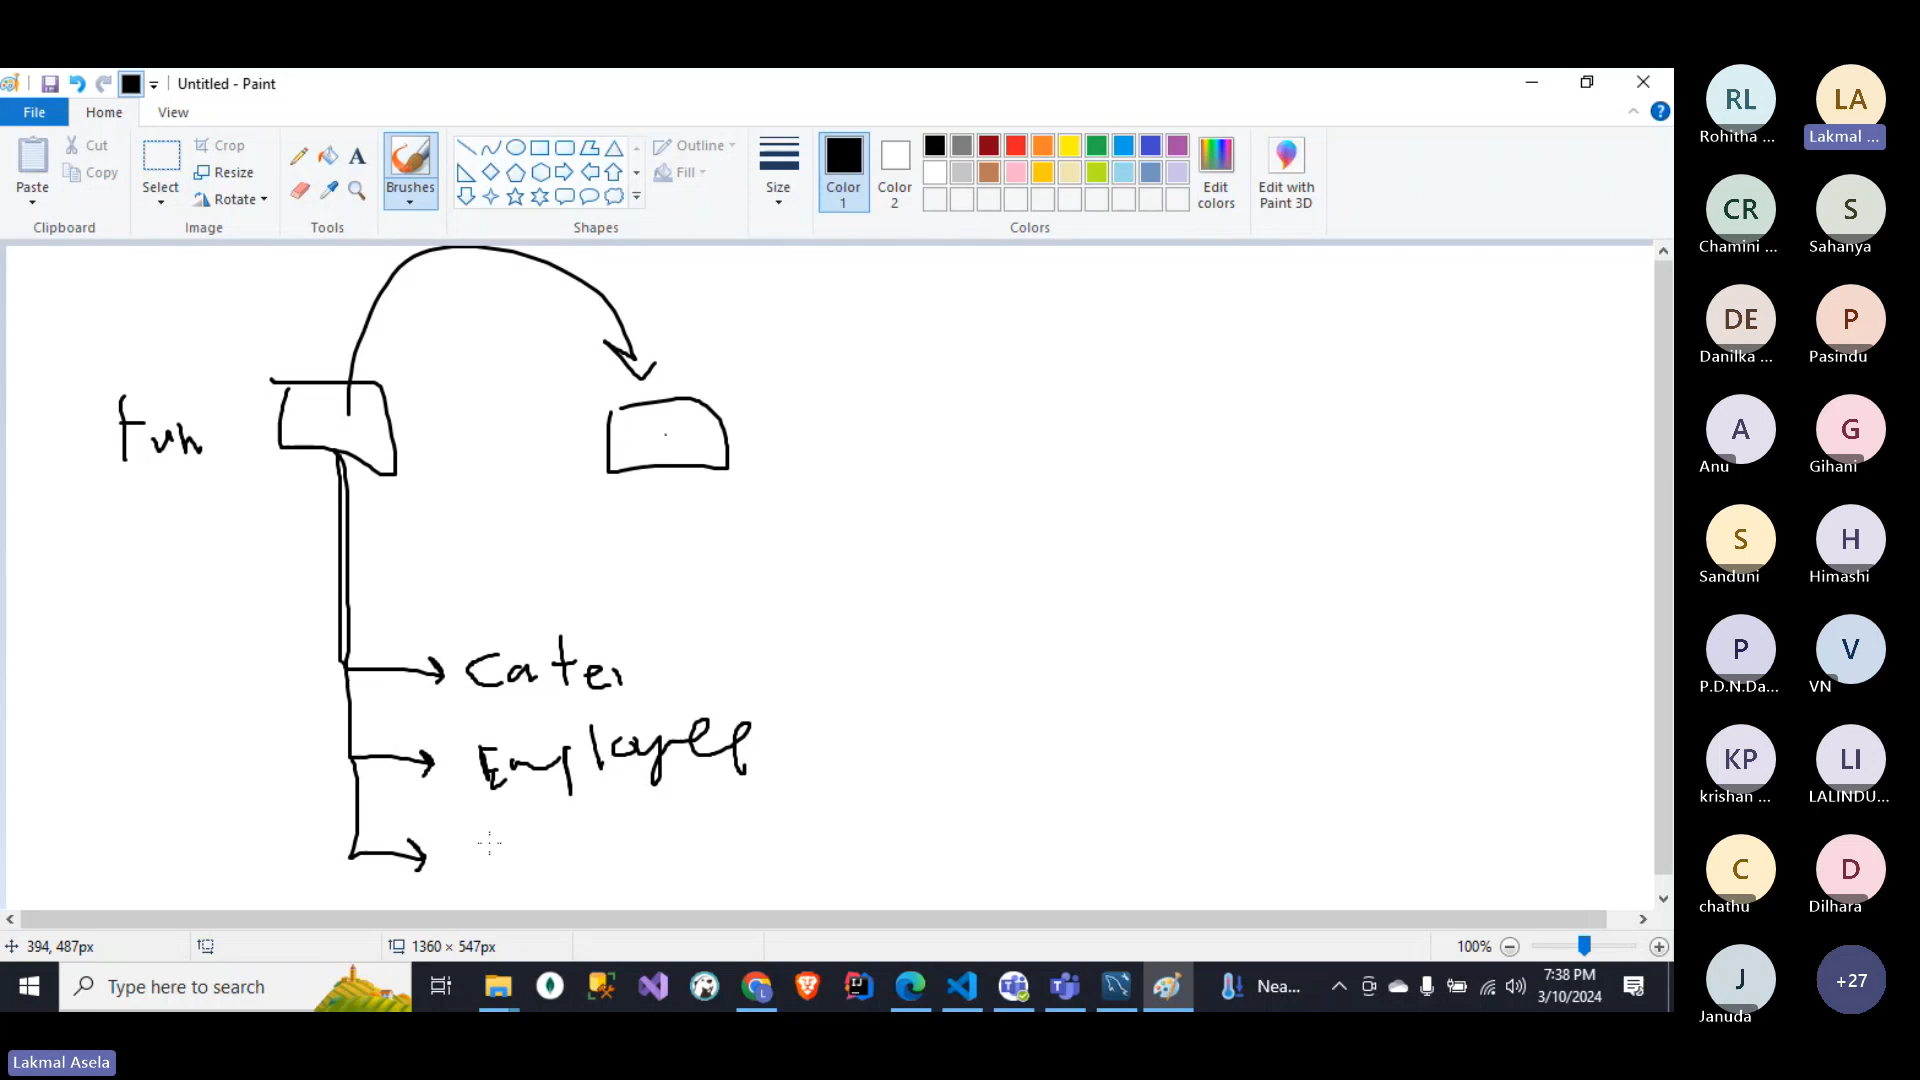 Untitled - Paint
File Home View
Paste
Cut
Copy
Clipboard
Select
Crop
Resize
Rotate
Image
Tools
Brushes
Shapes
Outline
Fill
Size
Color 1
Color 2
Edit colors
Colors
Edit with Paint 3D
Fun
Cater
Employee
394, 487px
1360 × 547px
100%
Type here to search
Nea...
7:38 PM
3/10/2024
Lakmal Asela
RL
Rohitha ...
LA
Lakmal ...
CR
Chamini ...
S
Sahanya
DE
Danilka ...
P
Pasindu
A
Anu
G
Gihani
S
Sanduni
H
Himashi
P
P.D.N.Da...
V
VN
KP
krishan ...
LI
LALINDU...
C
chathu
D
Dilhara
J
Januda
+27